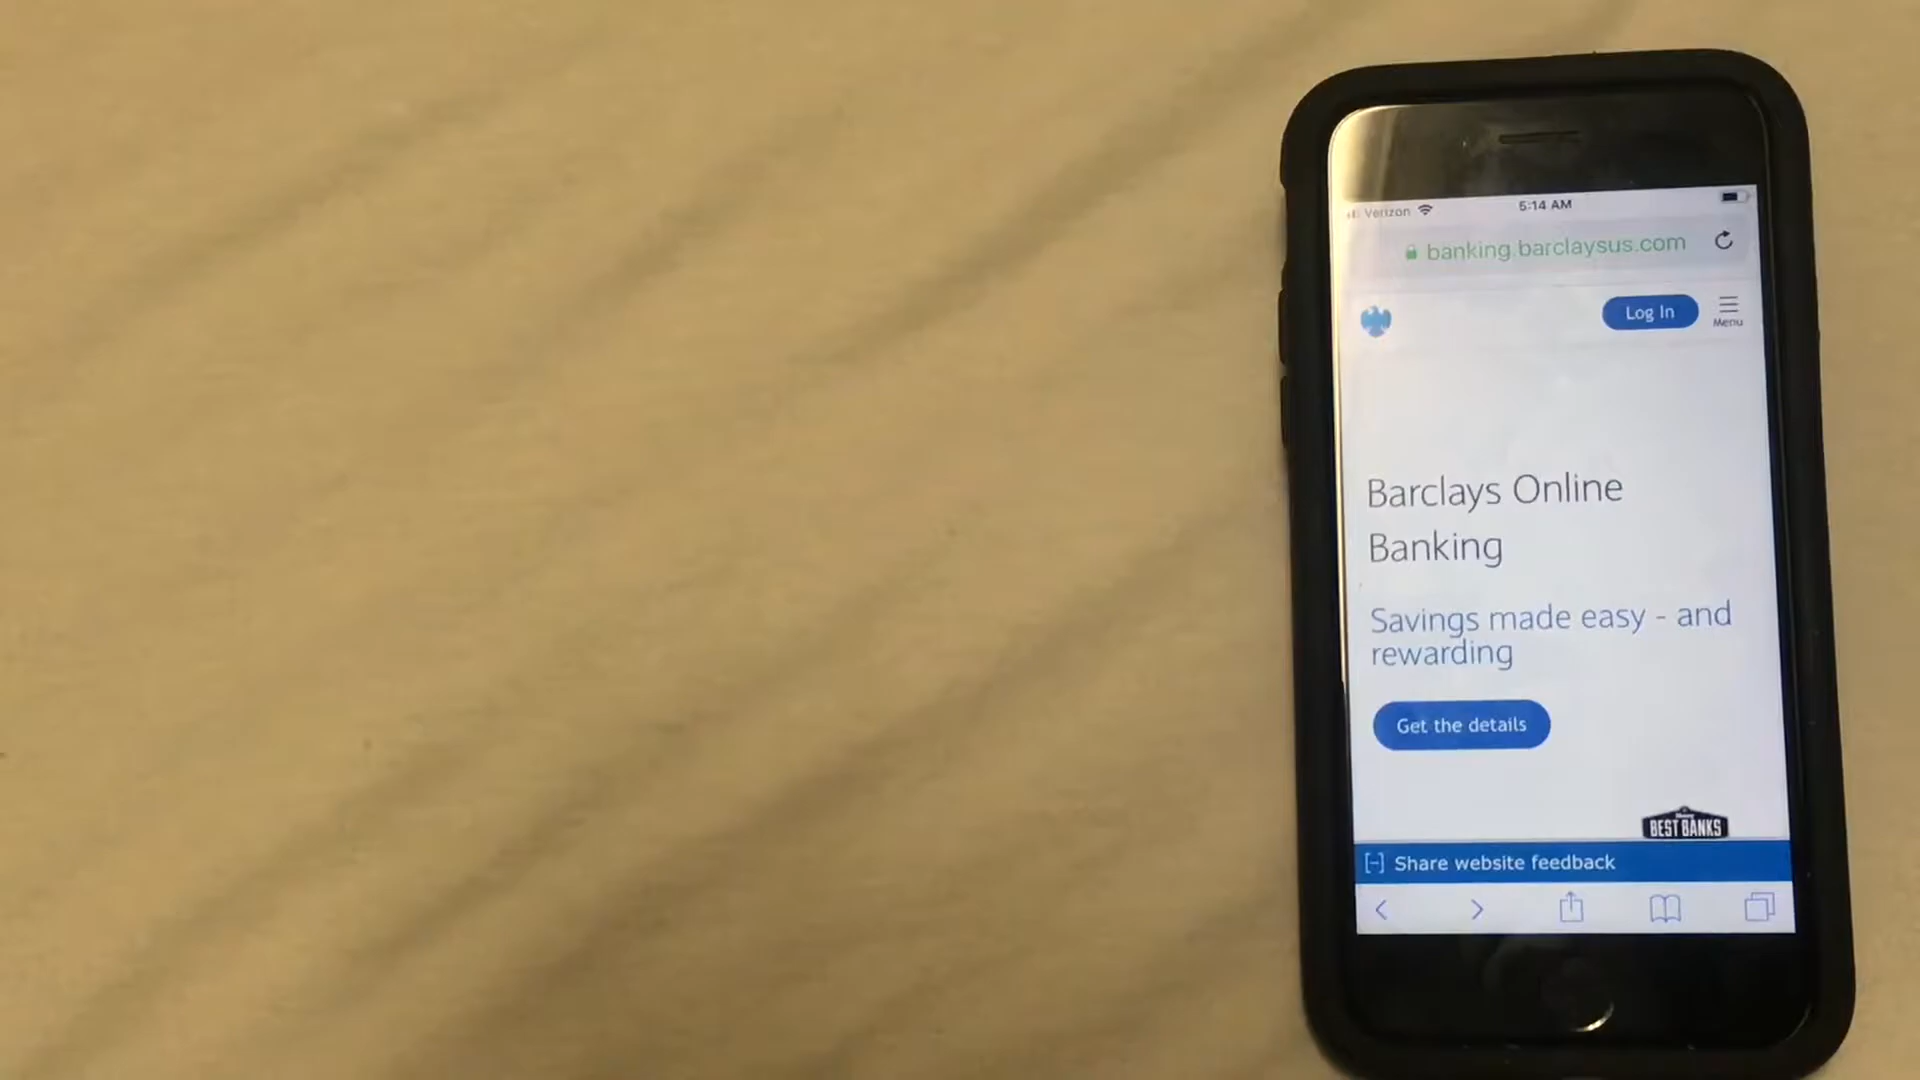 Verizon 5:14 AM
banking.barclaysus.com
Log In
Menu
Barclays Online
Banking
Savings made easy - and
rewarding
Get the details
BEST BANKS
[-] Share website feedback